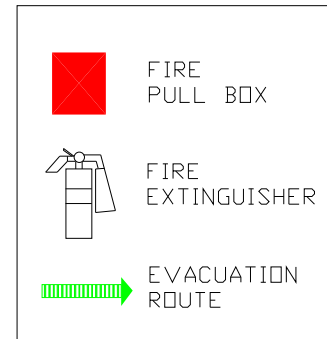 FIRE
PULL BOX
FIRE
EXTINGUISHER
EVACUATION
ROUTE